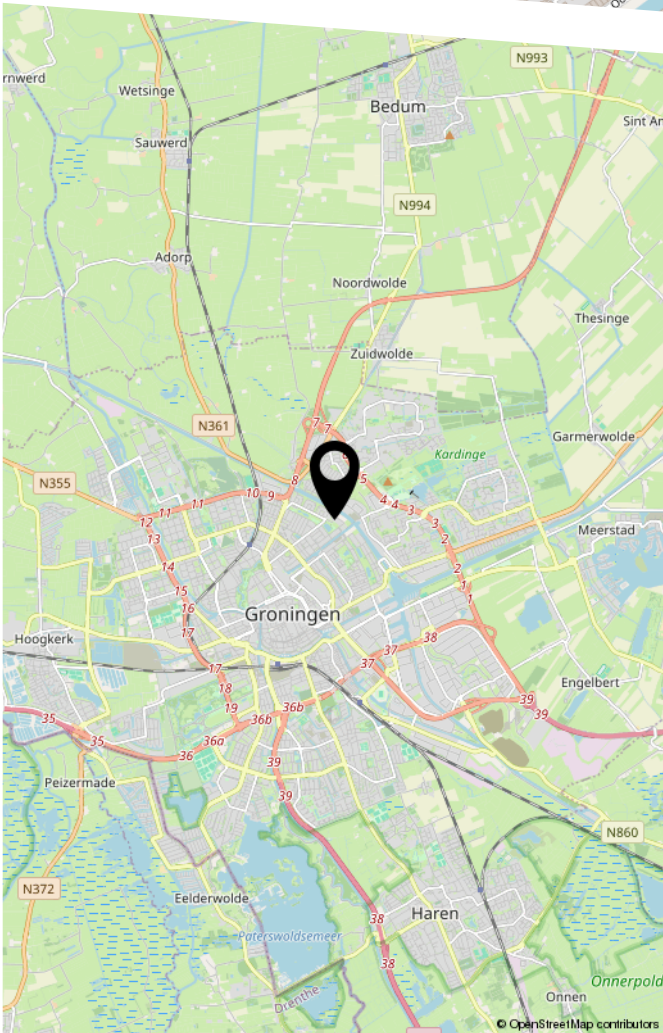 N993
rnwerd
Wetsinge
Bedum
Sint An
Sauwerd
N994
Adorp
Noordwolde
Thesinge
Zuidwolde
N361
7 7
Garmerwolde
Kardinge
8
5
N355
10 9
4 4 3
11 11
12
3
Meerstad
13
2
14
2
15
1
16
1
Groningen
17
38
Hoogkerk
37
37
17
18
Engelbert
39
19
36b
36b
39
35
35
36a
36
39
Peizermade
39
N860
N372
Eelderwolde
Haren
38
Paterswoldsemeer
38
Onnerpold
Drenthe
Onnen
© OpenStreetMap contributors